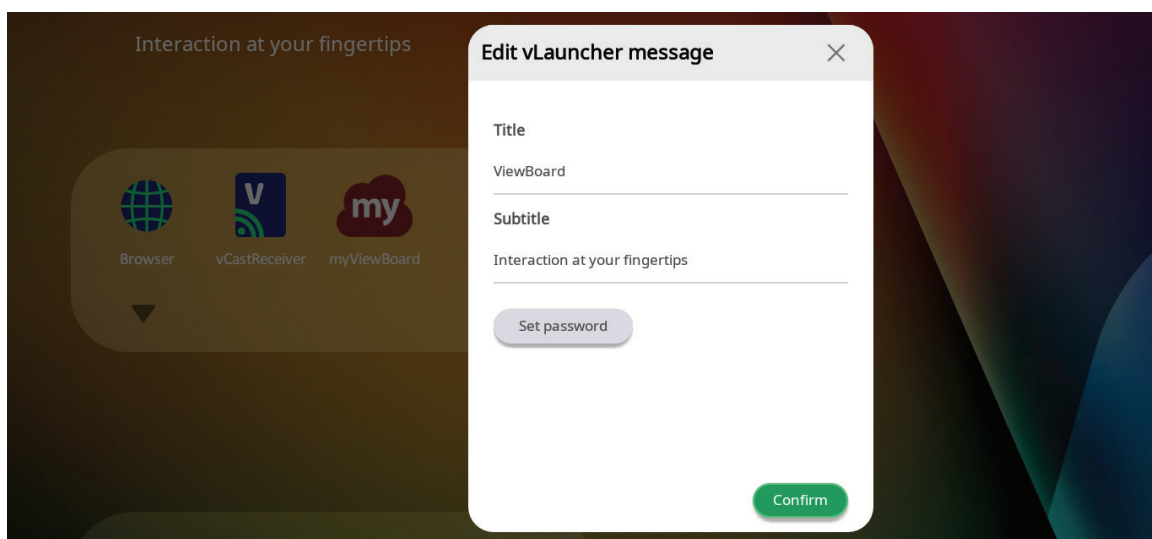 Interaction at your fingertips
Browser
V
vCastReceiver
my
myViewBoard
Edit vLauncher message
Title
ViewBoard
Subtitle
Interaction at your fingertips
Set password
Confirm